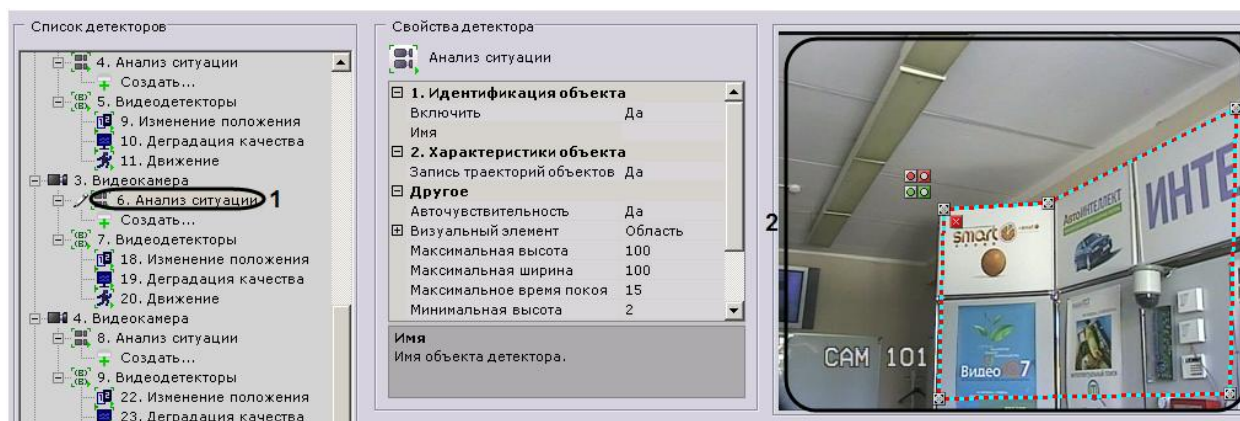 Список детекторов
4. Анализ ситуации
Создать...
5. Видеодетекторы
9. Изменение положения
10. Деградация качества
11. Движение
3. Видеокамера
6. Анализ ситуации 1
Создать...
7. Видеодетекторы
18. Изменение положения
19. Деградация качества
20. Движение
4. Видеокамера
8. Анализ ситуации
Создать...
9. Видеодетекторы
22. Изменение положения
23. Деградация качества
Свойства детектора
Анализ ситуации
1. Идентификация объекта
Включить Да
Имя
2. Характеристики объекта
Запись траекторий объектов Да
Другое
Авточувствительность Да
Визуальный элемент Область
Максимальная высота 100
Максимальная ширина 100
Максимальное время покоя 15
Минимальная высота 2
Имя
Имя объекта детектора.
2
smart
АвтоИНТЕЛЛЕКТ
ИНТЕ
Видео 7
CAM 101